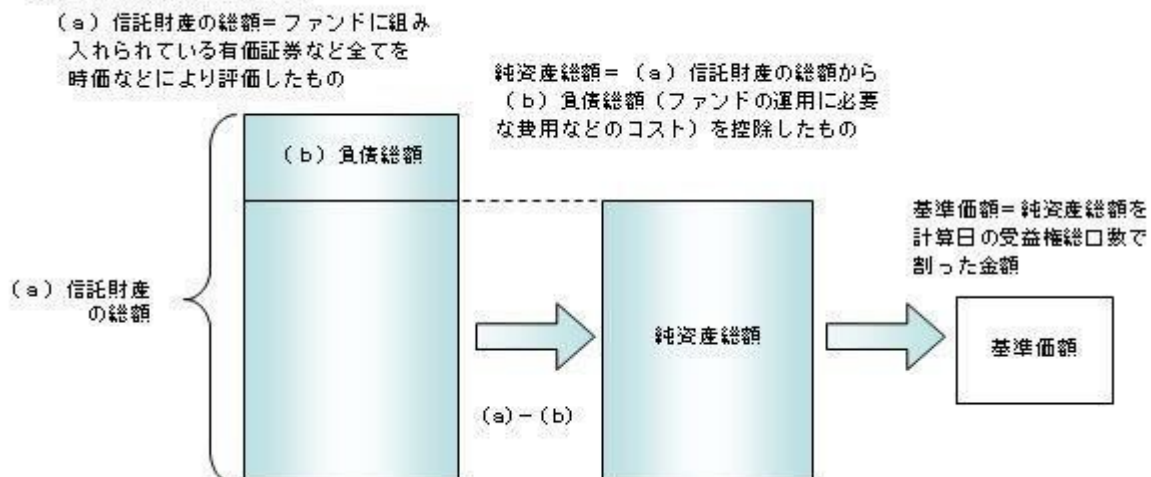 (a)信託財産の総額=ファンドに組み
入れられている有価証券など全てを
時価などにより評価したもの
純資産総額=(a)信託財産の総額から
(b)負債総額(ファンドの運用に必要
な費用などのコスト)を控除したもの
(b)負債総額
基準価額=純資産総額を
計算日の受益権総口数で
割った金額
(a)信託財産
の総額
純資産総額
基準価額
(a)-(b)